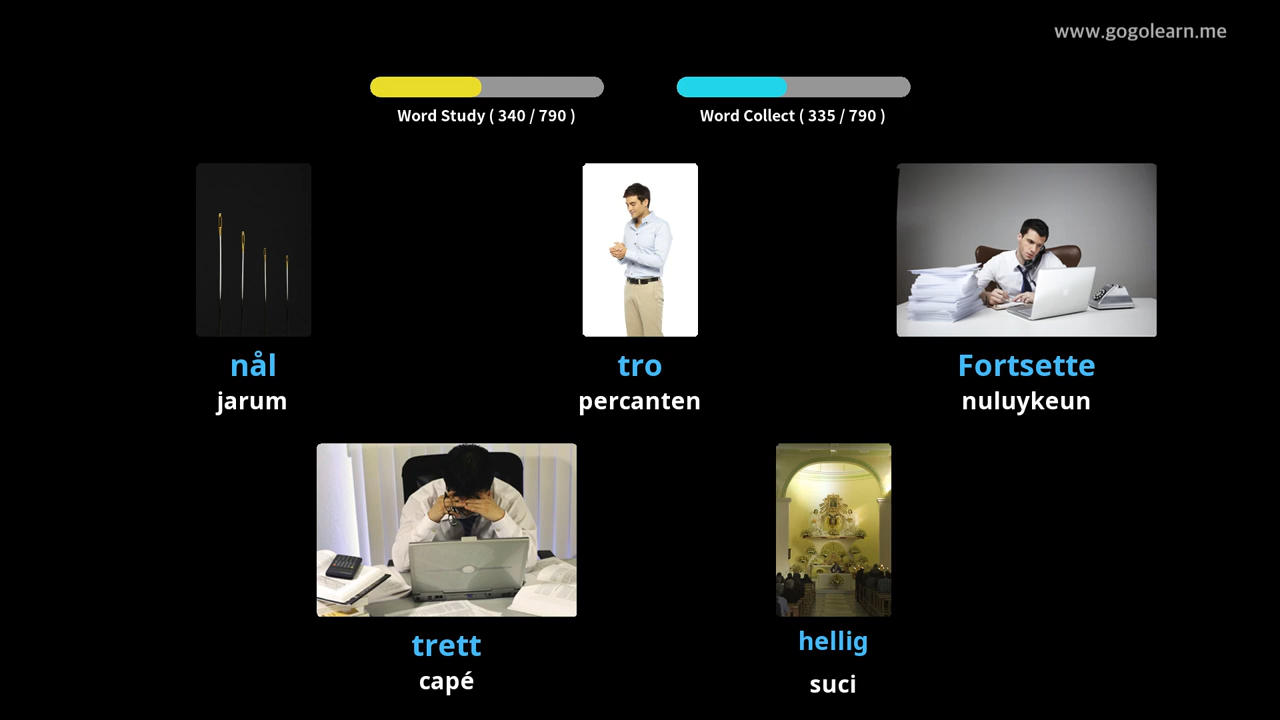 www.gogolearn.me
Word Study ( 340 / 790 )
Word Collect ( 335 / 790 )
nål
jarum
tro
percanten
Fortsette
nuluykeun
trett
capé
hellig
suci